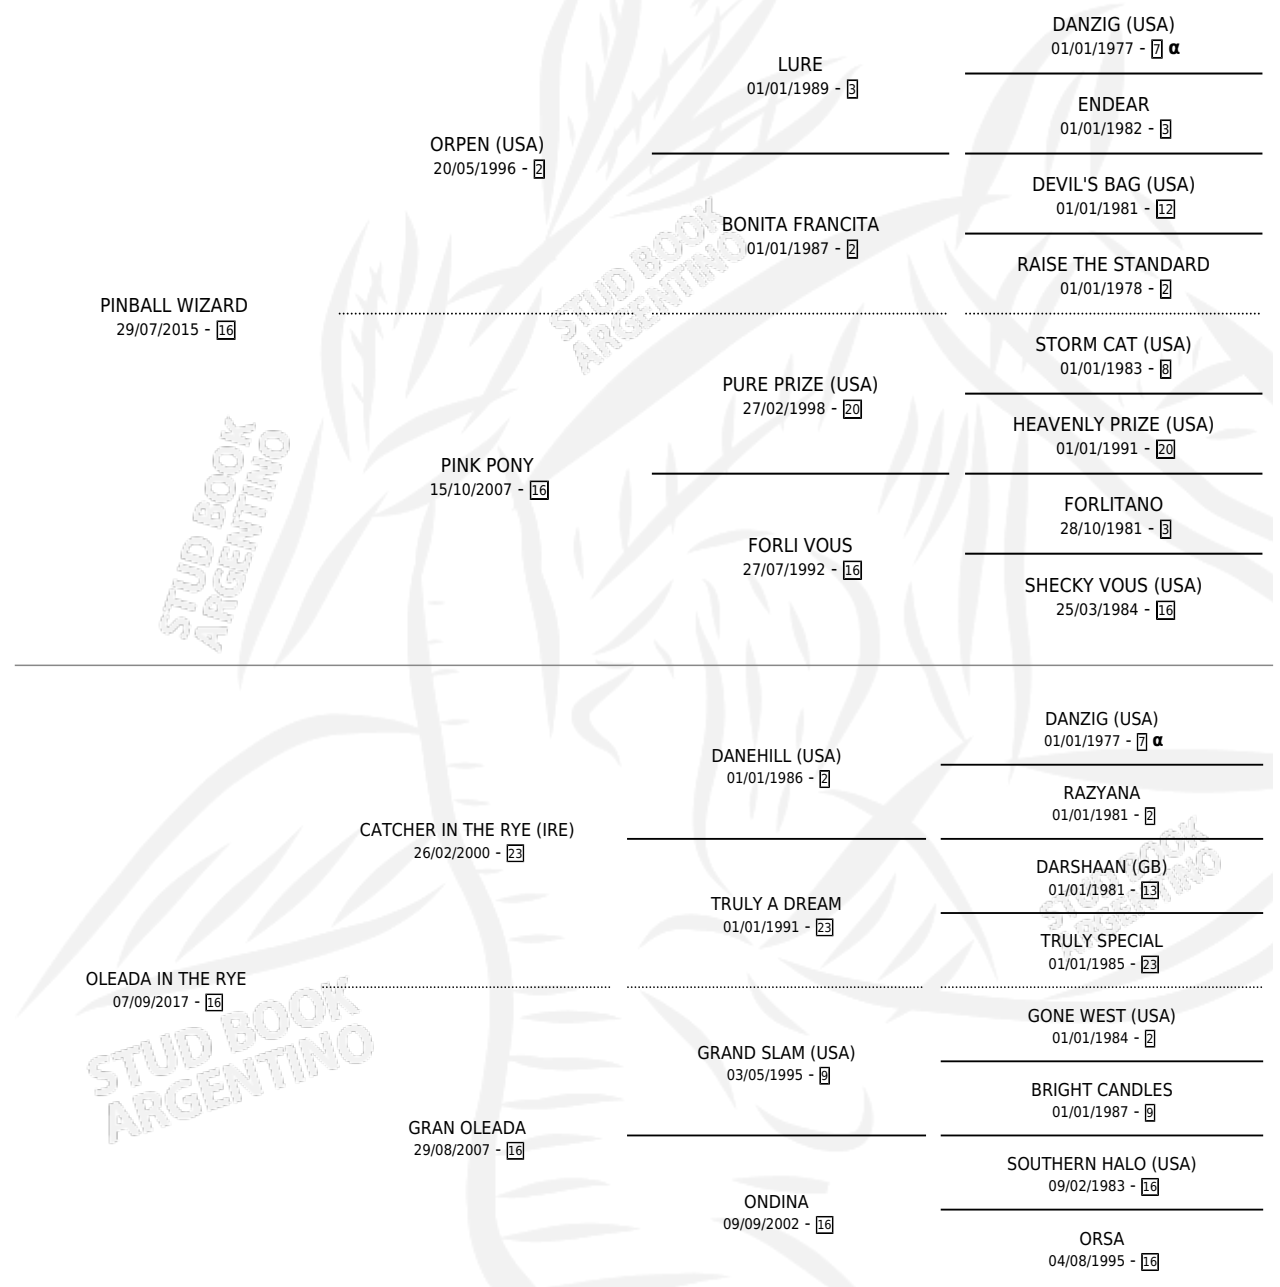 DANZIG (USA)
01/01/1977 - 7 α
LURE
01/01/1989 - 3
ENDEAR
01/01/1982 - 3
ORPEN (USA)
20/05/1996 - 2
DEVIL'S BAG (USA)
01/01/1981 - 12
BONITA FRANCITA
01/01/1987 - 2
RAISE THE STANDARD
01/01/1978 - 2
STUD BOOK
ARGENTINO
PINBALL WIZARD
29/07/2015 - 16
STORM CAT (USA)
01/01/1983 - 8
PURE PRIZE (USA)
27/02/1998 - 20
HEAVENLY PRIZE (USA)
01/01/1991 - 20
PINK PONY
15/10/2007 - 16
FORLITANO
28/10/1981 - 3
FORLI VOUS
27/07/1992 - 16
SHECKY VOUS (USA)
25/03/1984 - 16
STUD BOOK
ARGENTINO
DANZIG (USA)
01/01/1977 - 7 α
DANEHILL (USA)
01/01/1986 - 2
RAZYANA
01/01/1981 - 2
CATCHER IN THE RYE (IRE)
26/02/2000 - 23
DARSHAAN (GB)
01/01/1981 - 13
TRULY A DREAM
01/01/1991 - 23
TRULY SPECIAL
01/01/1985 - 23
STUD BOOK
ARGENTINO
OLEADA IN THE RYE
07/09/2017 - 16
GONE WEST (USA)
01/01/1984 - 2
GRAND SLAM (USA)
03/05/1995 - 9
BRIGHT CANDLES
01/01/1987 - 9
STUD BOOK
ARGENTINO
GRAN OLEADA
29/08/2007 - 16
SOUTHERN HALO (USA)
09/02/1983 - 16
ONDINA
09/09/2002 - 16
ORSA
04/08/1995 - 16